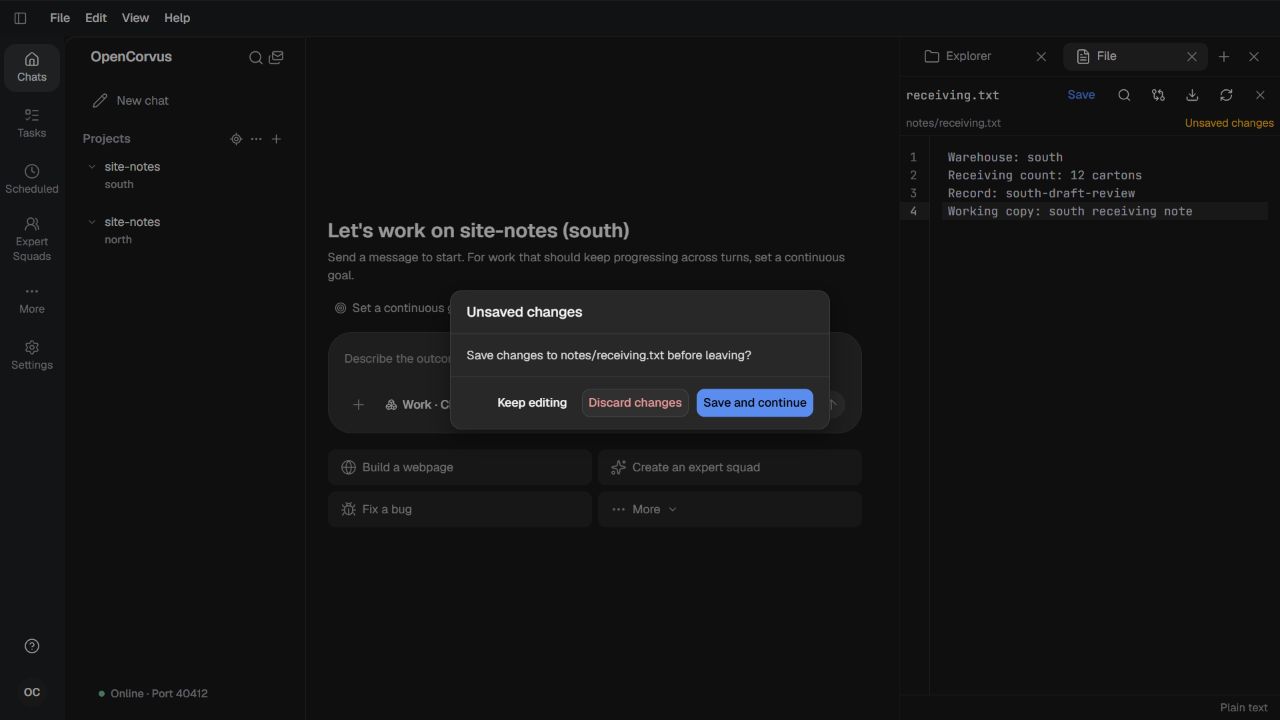 File Edit View Help
Chats
Tasks
Scheduled
Expert
Squads
More
Settings
OC
OpenCorvus
New chat
Projects
site-notes
south
site-notes
north
Online · Port 40412
Let's work on site-notes (south)
Send a message to start. For work that should keep progressing across turns, set a continuous
goal.
Set a continuous
Describe the
Work ·
Build a webpage
Create an expert squad
Fix a bug
More
Unsaved changes
Save changes to notes/receiving.txt before leaving?
Keep editing Discard changes Save and continue
Explorer File
receiving.txt Save
notes/receiving.txt Unsaved changes
1 Warehouse: south
2 Receiving count: 12 cartons
3 Record: south-draft-review
4 Working copy: south receiving note
Plain text